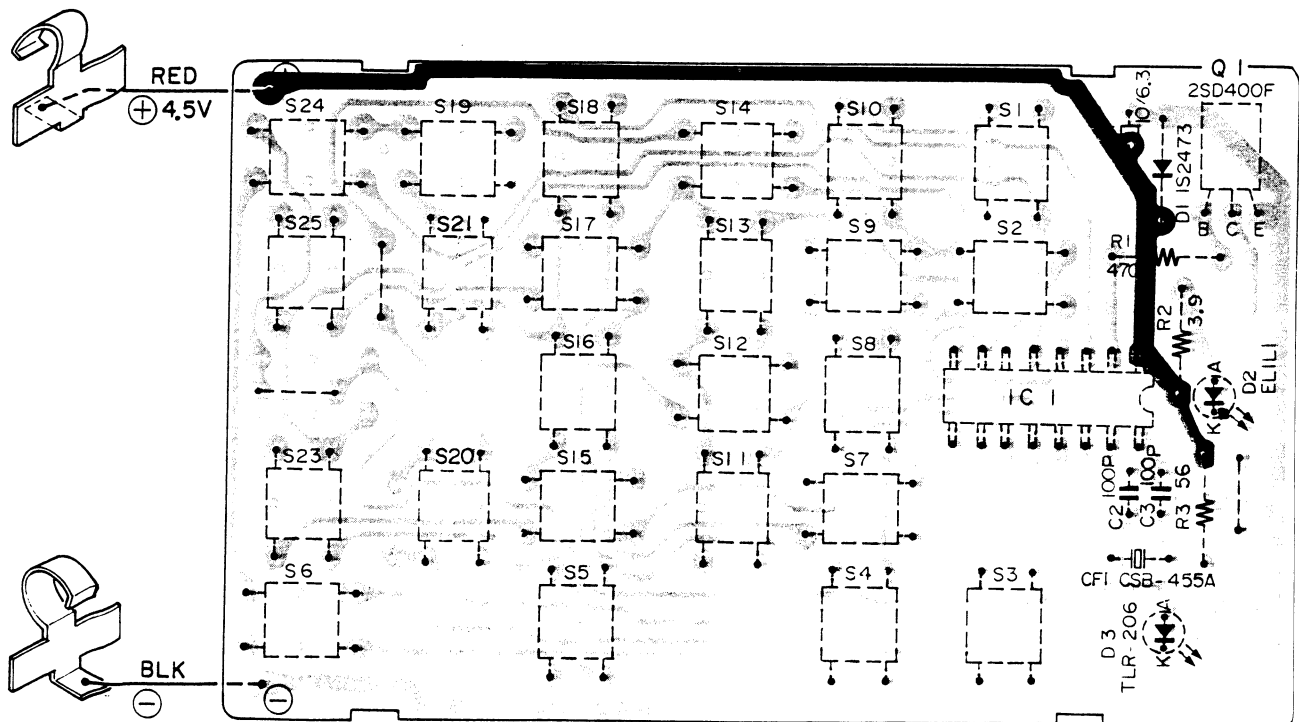 RED
⊕ 4.5V
⊕
S24
S19
S18
S14
S10
S1
10/6.3
Q1
2SD400F
D1 1S2473
B C E
S25
S21
S17
S13
S9
S2
R1
470
R2
3.9
S16
S12
S8
IC1
A
K
D2
EL1L1
S23
S20
S15
S11
S7
C2 100P
C3 100P
R3 56
S6
S5
S4
S3
CF1 CSB-455A
D3
TLR-206
A
K
BLK
⊖
⊖